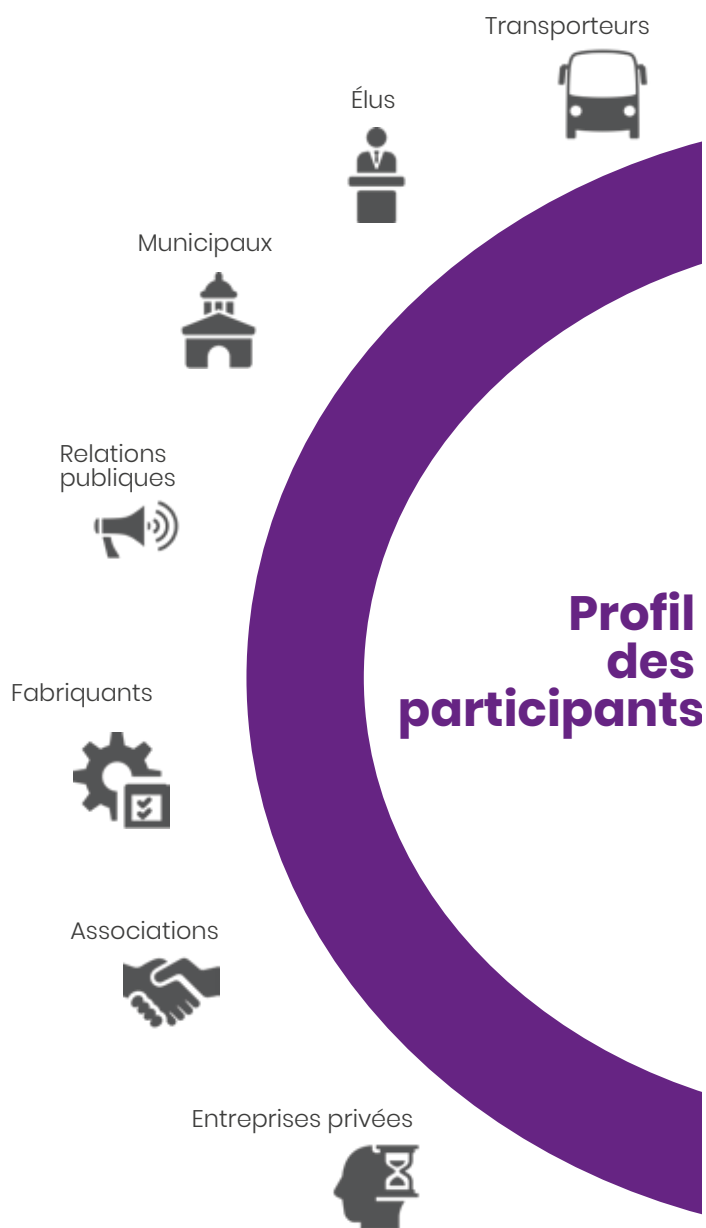 Transporteurs
Élus
Municipaux
Relations
publiques
Profil
des
participants
Fabriquants
Associations
Entreprises privées